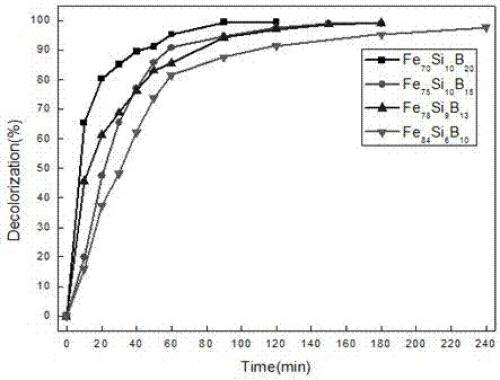 100
90
80
70
60
50
40
30
20
10
0
Decolorization(%)
Fe70Si10B20
Fe75Si10B15
Fe78Si9B13
Fe84Si6B10
0 20 40 60 80 100 120 140 160 180 200 220 240
Time(min)